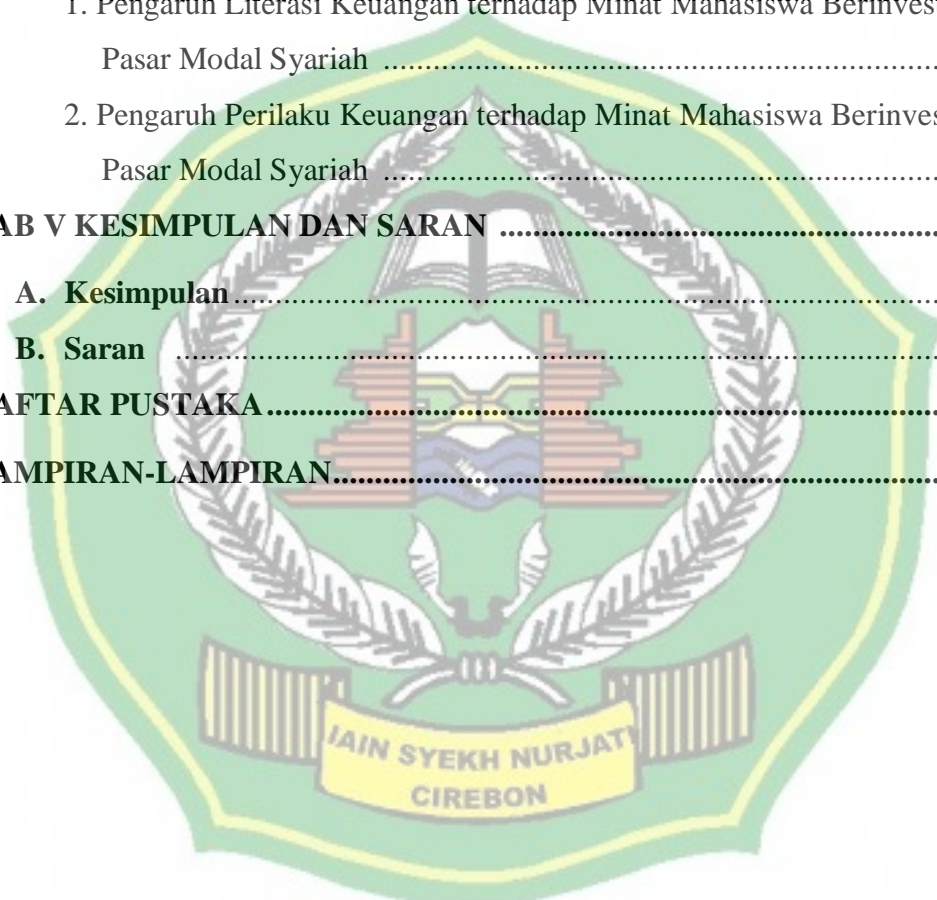 1. Pengaruh Literasi Keuangan terhadap Minat Mahasiswa Berinves
Pasar Modal Syariah ....................................................................
2. Pengaruh Perilaku Keuangan terhadap Minat Mahasiswa Berinves
Pasar Modal Syariah ....................................................................
AB V KESIMPULAN DAN SARAN .....................................................
A. Kesimpulan....................................................................................
B. Saran ............................................................................................
AFTAR PUSTAKA.................................................................................
AMPIRAN-LAMPIRAN.........................................................................
IAIN SYEKH NURJATI
CIREBON